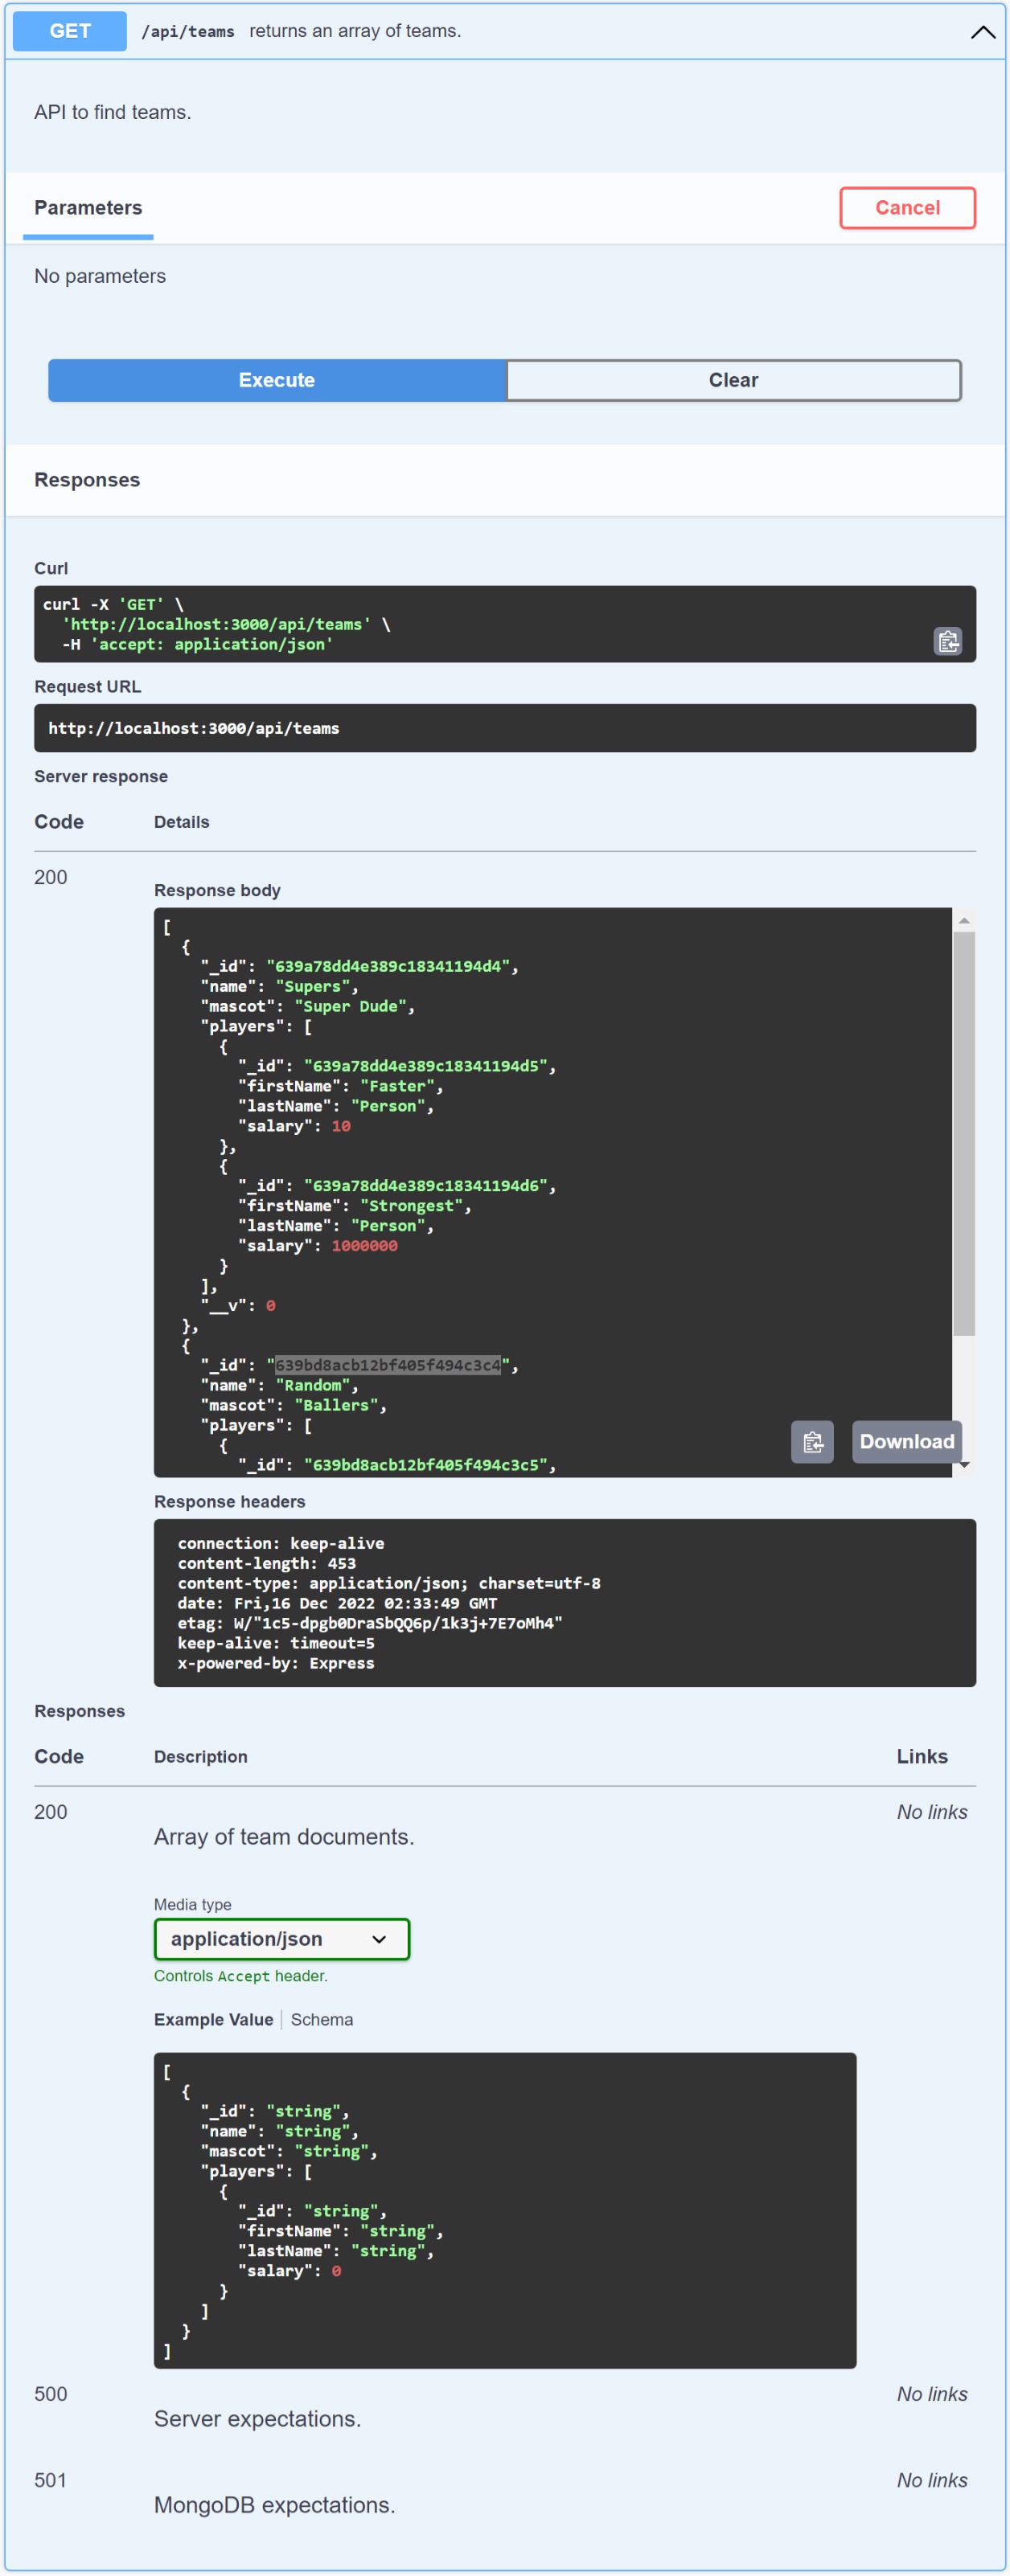 GET /api/teams returns an array of teams.
API to find teams.
Parameters
Cancel
No parameters
Execute
Clear
Responses
Curl
curl -X 'GET' \
  'http://localhost:3000/api/teams' \
  -H 'accept: application/json'
Request URL
http://localhost:3000/api/teams
Server response
Code Details
200
Response body
[
  {
    "_id": "639a78dd4e389c18341194d4",
    "name": "Supers",
    "mascot": "Super Dude",
    "players": [
      {
        "_id": "639a78dd4e389c18341194d5",
        "firstName": "Faster",
        "lastName": "Person",
        "salary": 10
      },
      {
        "_id": "639a78dd4e389c18341194d6",
        "firstName": "Strongest",
        "lastName": "Person",
        "salary": 1000000
      }
    ],
    "__v": 0
  },
  {
    "_id": "639bd8acb12bf405f494c3c4",
    "name": "Random",
    "mascot": "Ballers",
    "players": [
      {
        "_id": "639bd8acb12bf405f494c3c5",
Download
Response headers
connection: keep-alive
content-length: 453
content-type: application/json; charset=utf-8
date: Fri,16 Dec 2022 02:33:49 GMT
etag: W/"1c5-dpgb0DraSbQQ6p/1k3j+7E7oMh4"
keep-alive: timeout=5
x-powered-by: Express
Responses
Code Description Links
200 No links
Array of team documents.
Media type
application/json
Controls Accept header.
Example Value Schema
[
  {
    "_id": "string",
    "name": "string",
    "mascot": "string",
    "players": [
      {
        "_id": "string",
        "firstName": "string",
        "lastName": "string",
        "salary": 0
      }
    ]
  }
]
500 No links
Server expectations.
501 No links
MongoDB expectations.